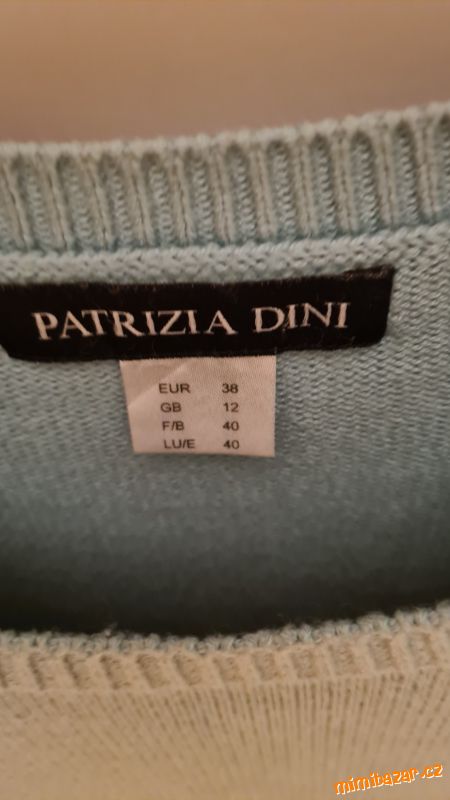 PATRIZIA DINI
EUR 38
GB 12
F/B 40
LU/E 40
mimibazar.cz